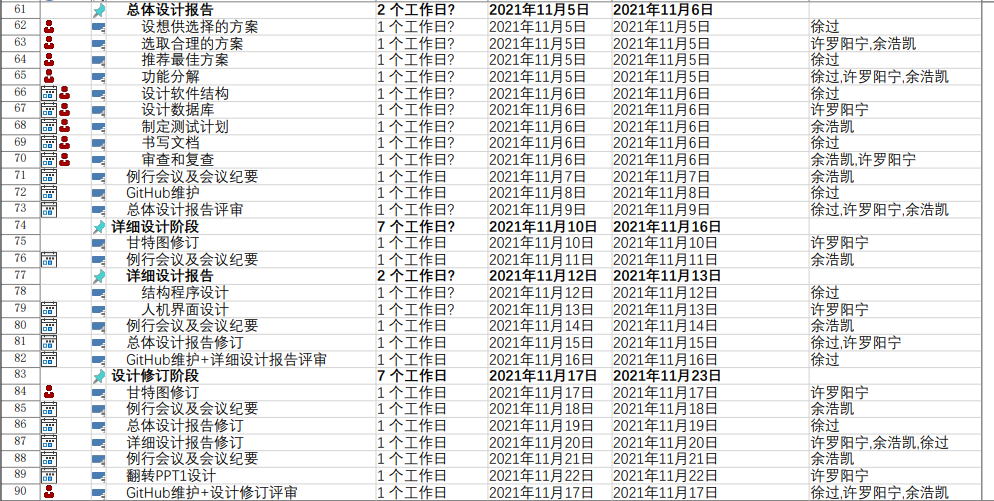 61 总体设计报告 2 个工作日? 2021年11月5日 2021年11月6日
62 设想供选择的方案 1 个工作日? 2021年11月5日 2021年11月5日 徐过
63 选取合理的方案 1 个工作日? 2021年11月5日 2021年11月5日 许罗阳宁,余浩凯
64 推荐最佳方案 1 个工作日? 2021年11月5日 2021年11月5日 徐过
65 功能分解 1 个工作日? 2021年11月5日 2021年11月5日 徐过,许罗阳宁,余浩凯
66 设计软件结构 1 个工作日? 2021年11月6日 2021年11月6日 徐过
67 设计数据库 1 个工作日? 2021年11月6日 2021年11月6日 许罗阳宁
68 制定测试计划 1 个工作日? 2021年11月6日 2021年11月6日 余浩凯
69 书写文档 1 个工作日? 2021年11月6日 2021年11月6日 徐过
70 审查和复查 1 个工作日? 2021年11月6日 2021年11月6日 余浩凯,许罗阳宁
71 例行会议及会议纪要 1 个工作日 2021年11月7日 2021年11月7日 余浩凯
72 GitHub维护 1 个工作日 2021年11月8日 2021年11月8日 徐过
73 总体设计报告评审 1 个工作日? 2021年11月9日 2021年11月9日 徐过,许罗阳宁,余浩凯
74 详细设计阶段 7 个工作日? 2021年11月10日 2021年11月16日
75 甘特图修订 1 个工作日 2021年11月10日 2021年11月10日 许罗阳宁
76 例行会议及会议纪要 1 个工作日 2021年11月11日 2021年11月11日 余浩凯
77 详细设计报告 2 个工作日? 2021年11月12日 2021年11月13日
78 结构程序设计 1 个工作日? 2021年11月12日 2021年11月12日 徐过
79 人机界面设计 1 个工作日? 2021年11月13日 2021年11月13日 许罗阳宁
80 例行会议及会议纪要 1 个工作日 2021年11月14日 2021年11月14日 余浩凯
81 总体设计报告修订 1 个工作日 2021年11月15日 2021年11月15日 徐过,许罗阳宁
82 GitHub维护+详细设计报告评审 1 个工作日 2021年11月16日 2021年11月16日 徐过
83 设计修订阶段 7 个工作日 2021年11月17日 2021年11月23日
84 甘特图修订 1 个工作日 2021年11月17日 2021年11月17日 许罗阳宁
85 例行会议及会议纪要 1 个工作日 2021年11月18日 2021年11月18日 余浩凯
86 总体设计报告修订 1 个工作日 2021年11月19日 2021年11月19日 徐过
87 详细设计报告修订 1 个工作日 2021年11月20日 2021年11月20日 许罗阳宁,余浩凯,徐过
88 例行会议及会议纪要 1 个工作日 2021年11月21日 2021年11月21日 余浩凯
89 翻转PPT1设计 1 个工作日 2021年11月22日 2021年11月22日 许罗阳宁
90 GitHub维护+设计修订评审 1 个工作日 2021年11月17日 2021年11月17日 徐过,许罗阳宁,余浩凯